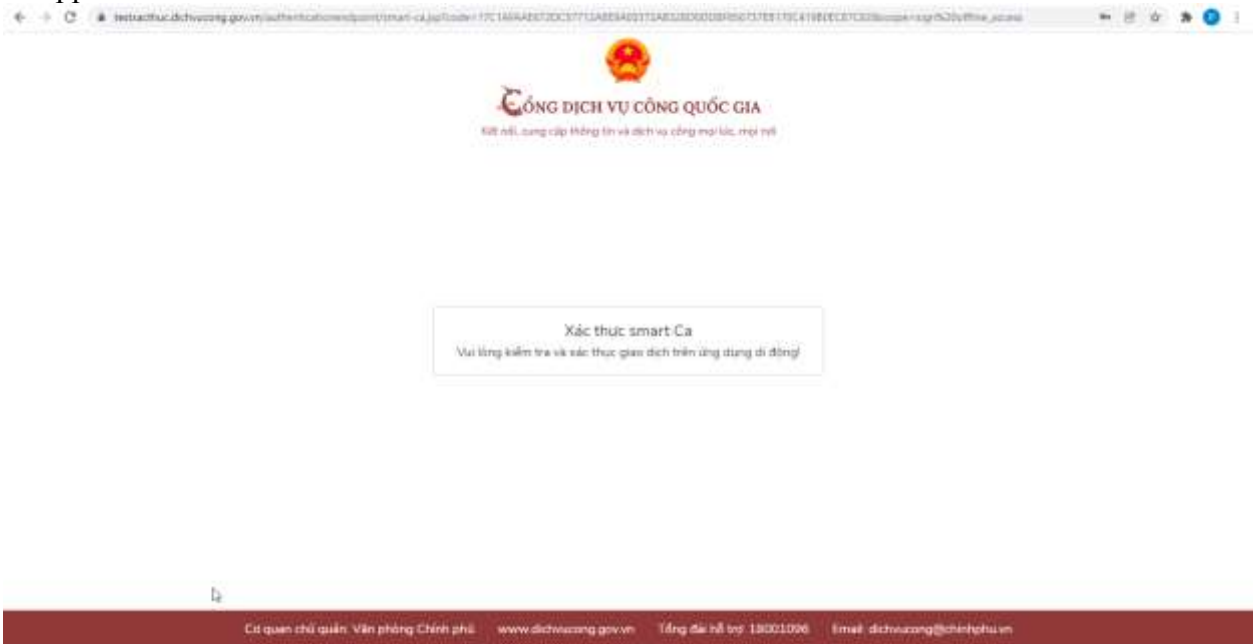 CỔNG DỊCH VỤ CÔNG QUỐC GIA
Kết nối, cung cấp thông tin và dịch vụ công mọi lúc, mọi nơi
Xác thực smart Ca
Vui lòng kiểm tra và xác thực giao dịch trên ứng dụng di động!
Cơ quan chủ quản: Văn phòng Chính phủ www.dichvucong.gov.vn Tổng đài hỗ trợ: 18001096 Email: dichvucong@chinhphu.vn